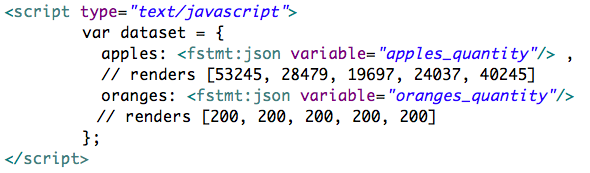 <script type="text/javascript">
var dataset = {
apples: <fstmt:json variable="apples_quantity"/> ,
// renders [53245, 28479, 19697, 24037, 40245]
oranges: <fstmt:json variable="oranges_quantity"/>
// renders [200, 200, 200, 200, 200]
};
</script>